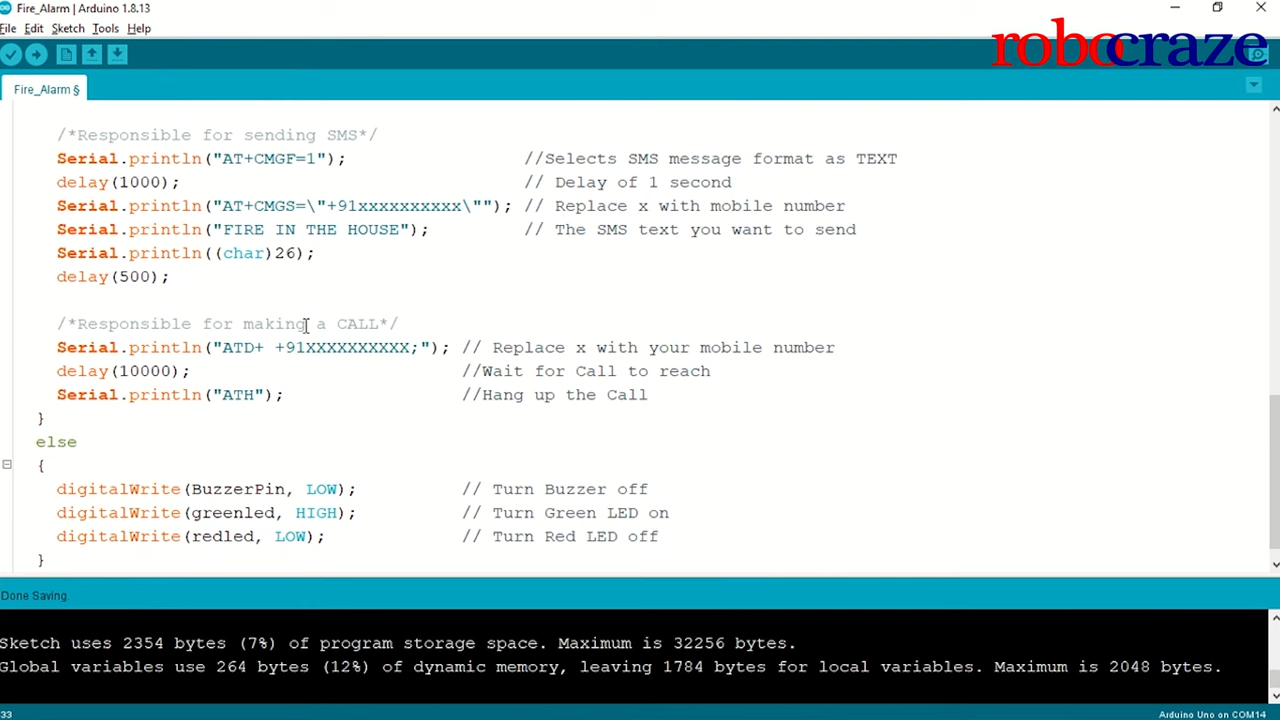 Fire_Alarm | Arduino 1.8.13
File Edit Sketch Tools Help
robocraze
Fire_Alarm §
/*Responsible for sending SMS*/
Serial.println("AT+CMGF=1"); //Selects SMS message format as TEXT
delay(1000); // Delay of 1 second
Serial.println("AT+CMGS=\"+91xxxxxxxxxx\""); // Replace x with mobile number
Serial.println("FIRE IN THE HOUSE"); // The SMS text you want to send
Serial.println((char)26);
delay(500);
/*Responsible for making a CALL*/
Serial.println("ATD+ +91XXXXXXXXXX;"); // Replace x with your mobile number
delay(10000); //Wait for Call to reach
Serial.println("ATH"); //Hang up the Call
}
else
{
digitalWrite(BuzzerPin, LOW); // Turn Buzzer off
digitalWrite(greenled, HIGH); // Turn Green LED on
digitalWrite(redled, LOW); // Turn Red LED off
}
Done Saving.
Sketch uses 2354 bytes (7%) of program storage space. Maximum is 32256 bytes.
Global variables use 264 bytes (12%) of dynamic memory, leaving 1784 bytes for local variables. Maximum is 2048 bytes.
33 Arduino Uno on COM14